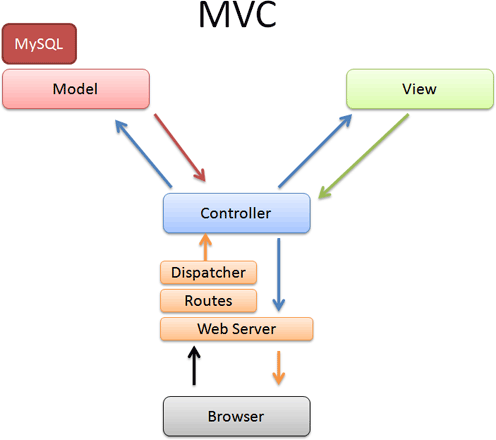 MVC
MySQL
Model
View
Controller
Dispatcher
Routes
Web Server
Browser